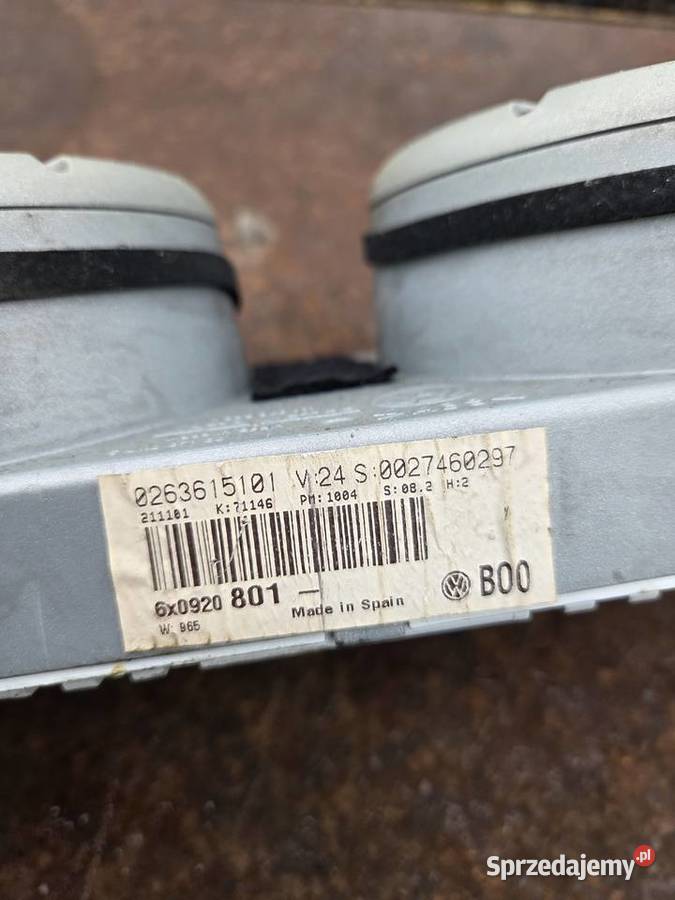 0263615101 V:24 S:0027460297
211101 K:71146 PM:1004 S:08.2 H:2
6x0920 801 - Made in Spain VW B00
W: 965
Sprzedajemy.pl